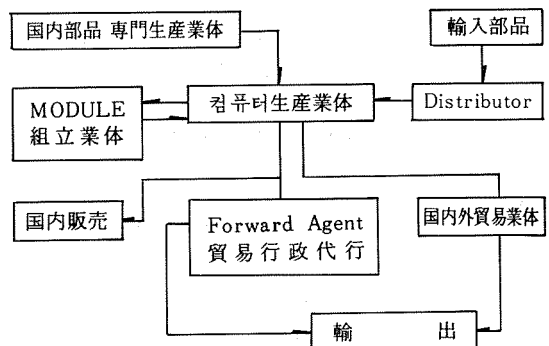 国内部品 専門生産業体
輸入部品
MODULE
組立業体
컴퓨터生産業体
Distributor
国内販売
Forward Agent
貿易行政代行
国内外貿易業体
輸 出